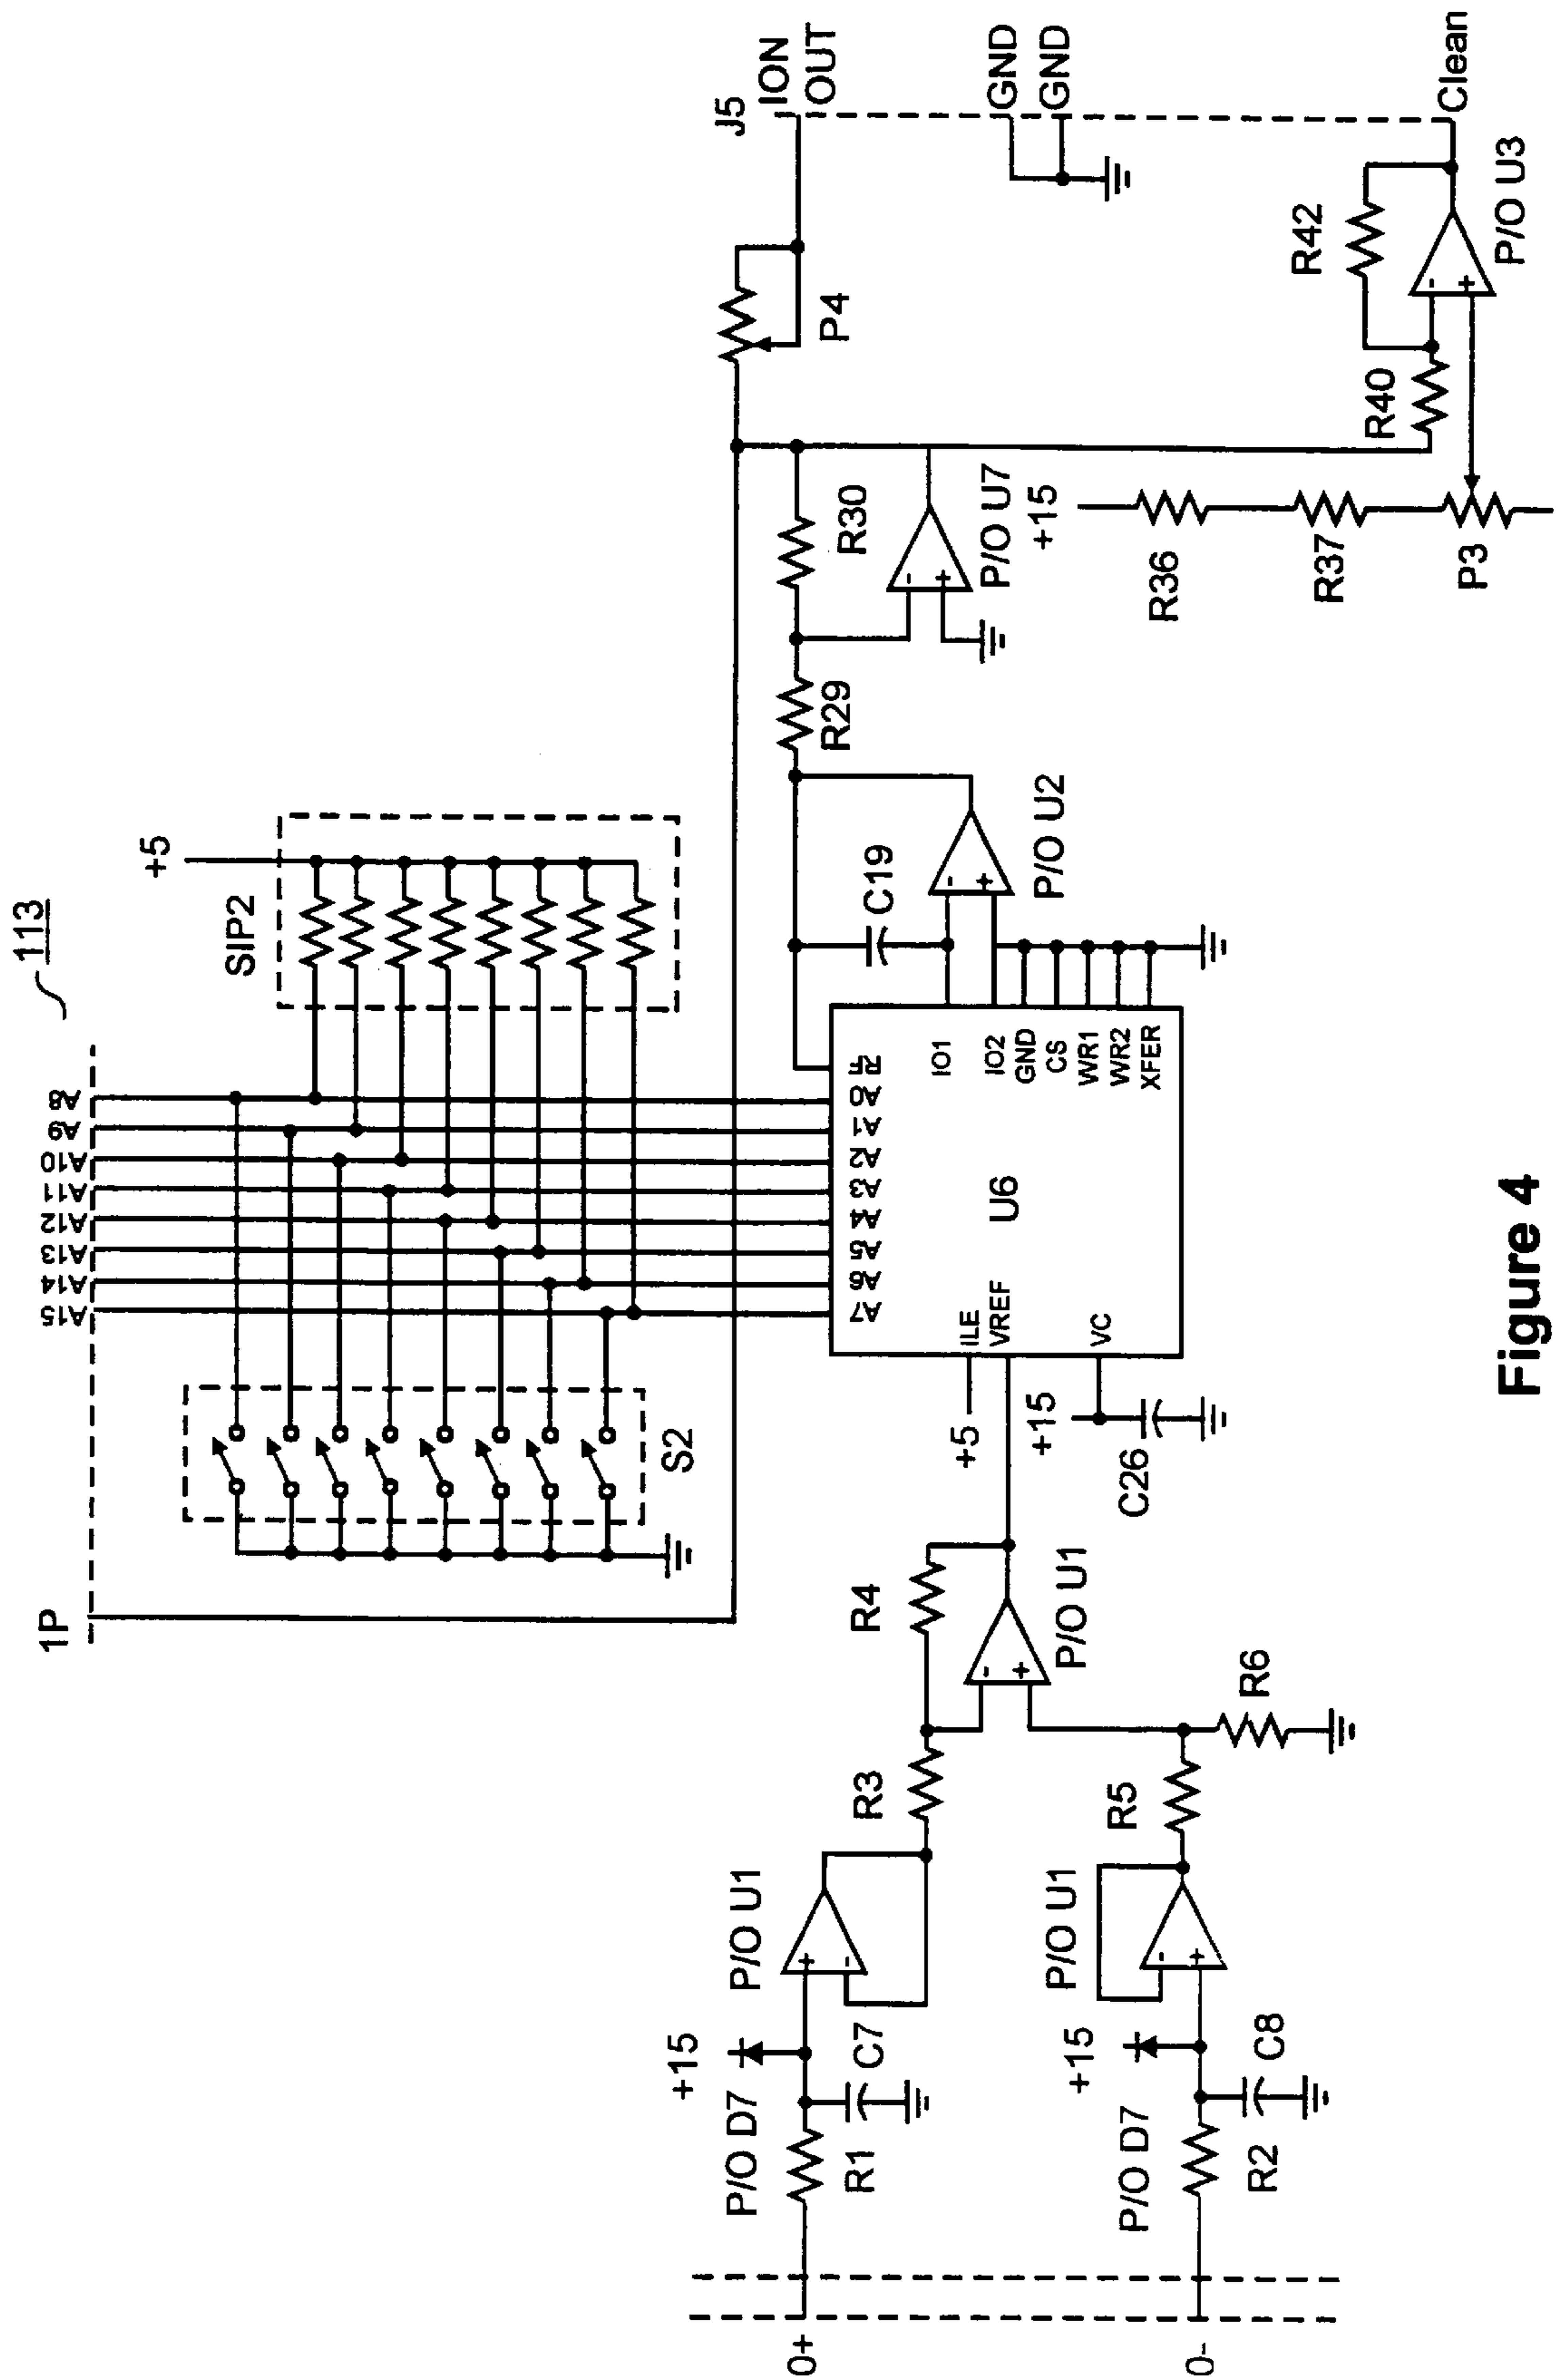 113
1P
A15
A14
A13
A12
A11
A10
A9
A8
S2
SIP2
+5
J5
ION
OUT
GND
GND
Clean
P4
R30
R29
P/O U7
P/O U2
C19
A7
A6
A5
A4
A3
A2
A1
A0
U6
ILE
VREF
VC
IO1
IO2
GND
CS
WR1
WR2
XFER
+5
+15
C26
R4
R3
P/O U1
-
+
R6
R5
P/O U1
+
-
P/O U1
-
+
+15
P/O D7
R1
C7
+15
P/O D7
R2
C8
0+
0-
-
+
-
+
+15
R36
R37
P3
R40
R42
-
+
P/O U3
Figure 4